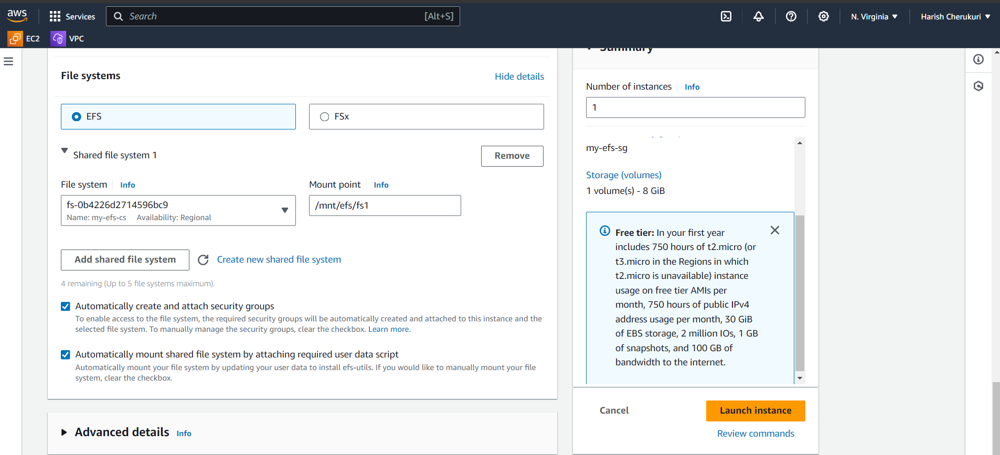 aws
Services
Search
[Alt+S]
N. Virginia
Harish Cherukuri
EC2
VPC
File systems
Hide details
EFS
FSx
Shared file system 1
Remove
File system
Info
Mount point
Info
fs-0b4226d2714596bc9
Name: my-efs-cs Availability: Regional
/mnt/efs/fs1
Add shared file system
Create new shared file system
4 remaining (Up to 5 file systems maximum).
Automatically create and attach security groups
To enable access to the file system, the required security groups will be automatically created and attached to this instance and the
selected file system. To manually manage the security groups, clear the checkbox. Learn more.
Automatically mount shared file system by attaching required user data script
Automatically mount your file system by updating your user data to install efs-utils. If you would like to manually mount your file
system, clear the checkbox.
Advanced details
Info
Summary
Number of instances
Info
1
my-efs-sg
Storage (volumes)
1 volume(s) - 8 GiB
Free tier: In your first year
includes 750 hours of t2.micro (or
t3.micro in the Regions in which
t2.micro is unavailable) instance
usage on free tier AMIs per
month, 750 hours of public IPv4
address usage per month, 30 GiB
of EBS storage, 2 million IOs, 1 GB
of snapshots, and 100 GB of
bandwidth to the internet.
Cancel
Launch instance
Review commands